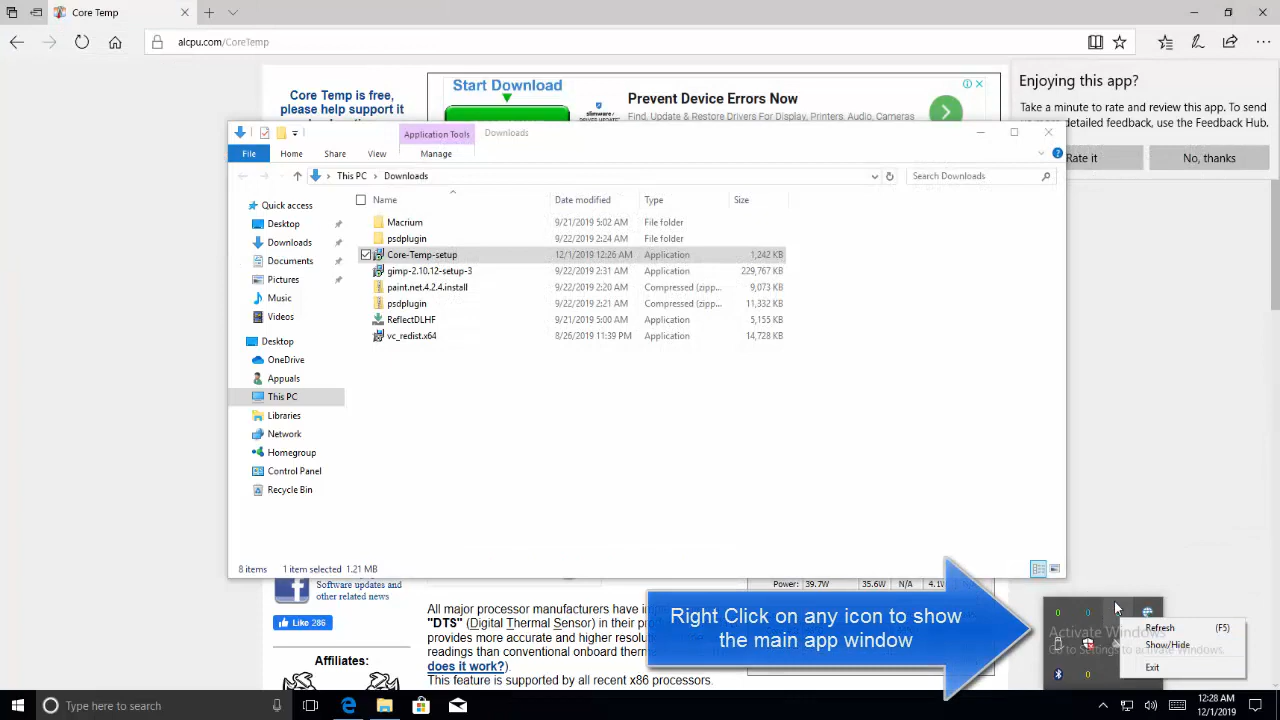 Core Temp
alcpu.com/CoreTemp
Core Temp is free,
please help support it
Start Download
Prevent Device Errors Now
Find, Update & Restore Drivers For Display, Printers, Audio, Cameras
Enjoying this app?
Take a minute to rate and review this app. To send
more detailed feedback, use the Feedback Hub.
Rate it
No, thanks
Application Tools
Downloads
File
Home
Share
View
Manage
This PC > Downloads
Search Downloads
Name Date modified Type Size
Quick access
Desktop
Downloads
Documents
Pictures
Music
Videos
Desktop
OneDrive
Appuals
This PC
Libraries
Network
Homegroup
Control Panel
Recycle Bin
Macrium 9/21/2019 5:02 AM File folder
psdplugin 9/22/2019 2:24 AM File folder
Core-Temp-setup 12/1/2019 12:26 AM Application 1,242 KB
gimp-2.10.12-setup-3 9/22/2019 2:31 AM Application 229,767 KB
paint.net.4.2.4.install 9/22/2019 2:20 AM Compressed (zipp... 9,073 KB
psdplugin 9/22/2019 2:21 AM Compressed (zipp... 11,332 KB
ReflectDLHF 9/21/2019 5:00 AM Application 5,155 KB
vc_redist.x64 8/26/2019 11:39 PM Application 14,728 KB
8 items 1 item selected 1.21 MB
Software updates and
other related news
Like 286
Affiliates:
Power: 39.7W 35.6W N/A 4.1W
All major processor manufacturers have
"DTS" (Digital Thermal Sensor) in their
provides more accurate and higher
readings than conventional onboard
does it work?).
This feature is supported by all recent x86 processors.
Right Click on any icon to show
the main app window
0 0
0
Activate Windows
Go to Settings to activate Windows.
Refresh (F5)
Show/Hide
Exit
Type here to search
12:28 AM
12/1/2019